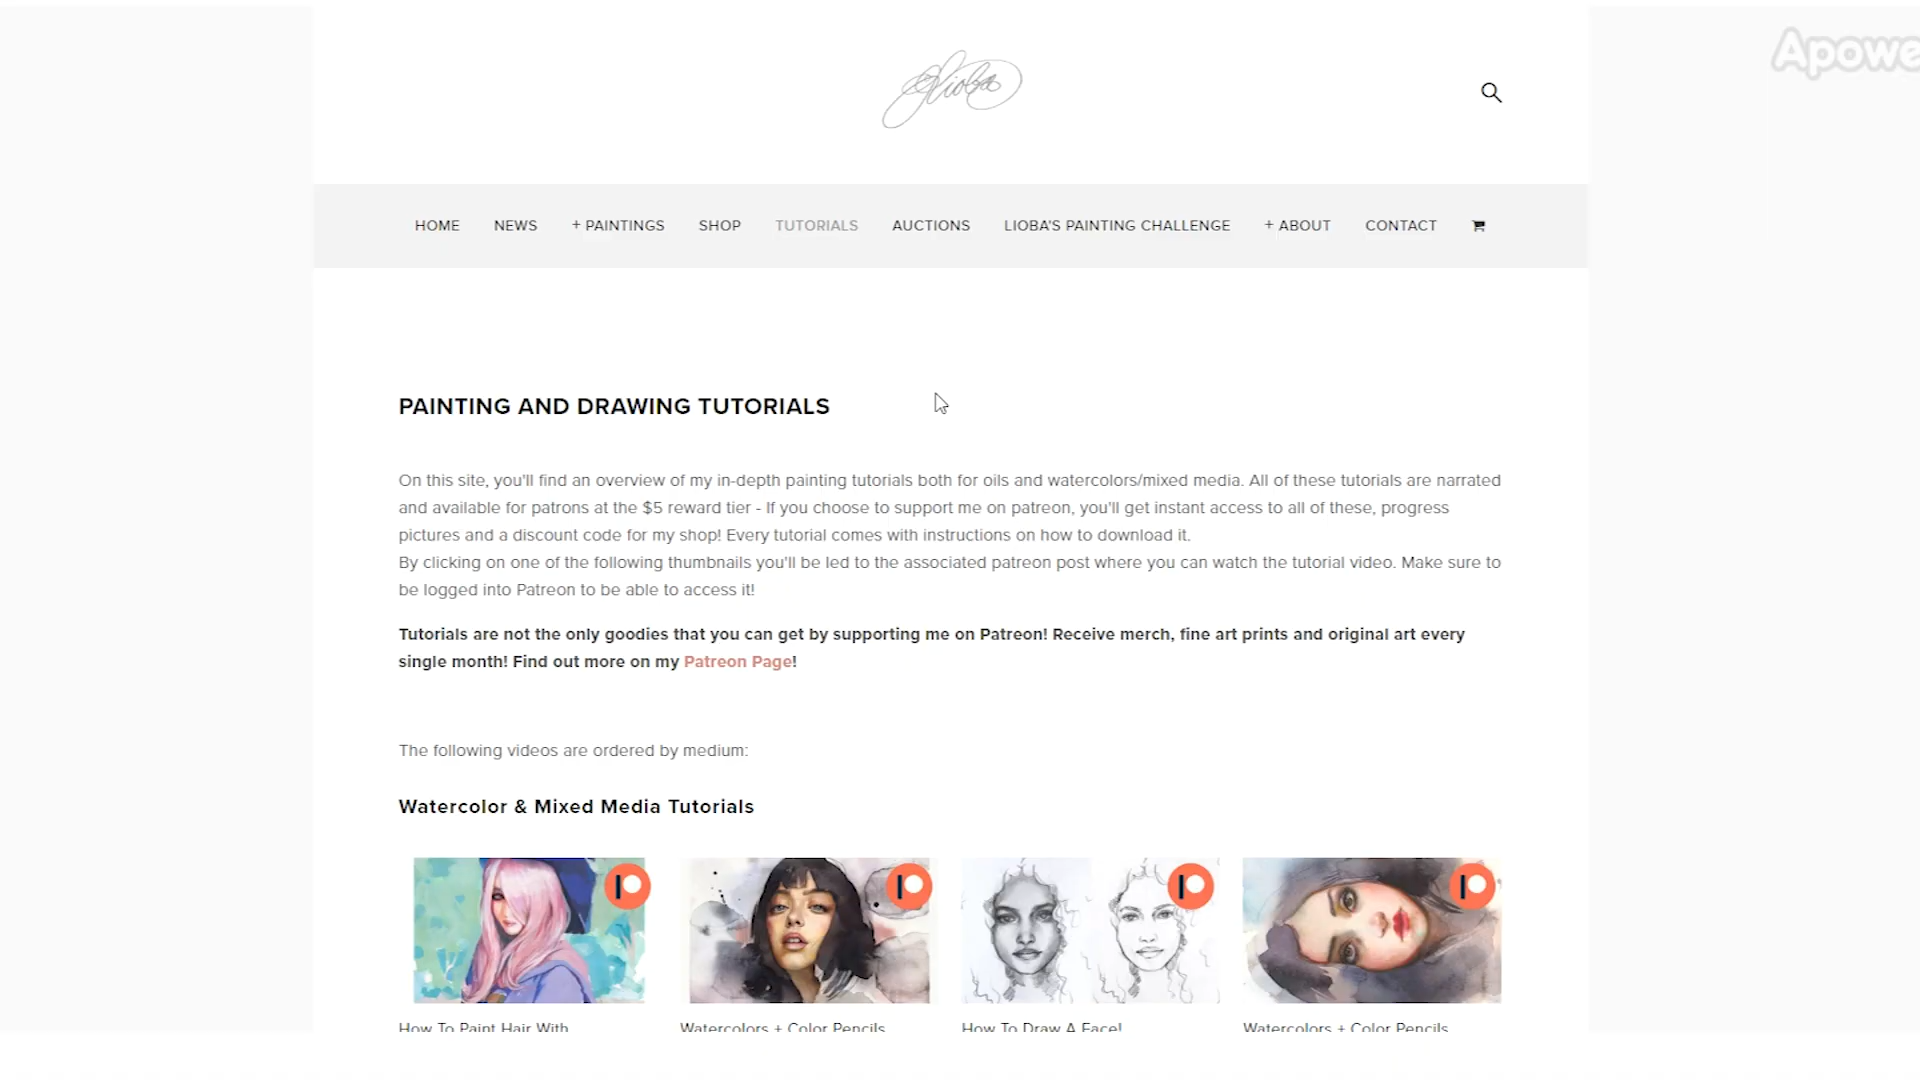 Lioba
Apowe
HOME NEWS + PAINTINGS SHOP TUTORIALS AUCTIONS LIOBA'S PAINTING CHALLENGE + ABOUT CONTACT
PAINTING AND DRAWING TUTORIALS
On this site, you'll find an overview of my in-depth painting tutorials both for oils and watercolors/mixed media. All of these tutorials are narrated
and available for patrons at the $5 reward tier - If you choose to support me on patreon, you'll get instant access to all of these, progress
pictures and a discount code for my shop! Every tutorial comes with instructions on how to download it.
By clicking on one of the following thumbnails you'll be led to the associated patreon post where you can watch the tutorial video. Make sure to
be logged into Patreon to be able to access it!
Tutorials are not the only goodies that you can get by supporting me on Patreon! Receive merch, fine art prints and original art every
single month! Find out more on my Patreon Page!
The following videos are ordered by medium:
Watercolor & Mixed Media Tutorials
How To Paint Hair With
Watercolors + Color Pencils
How To Draw A Face!
Watercolors + Color Pencils